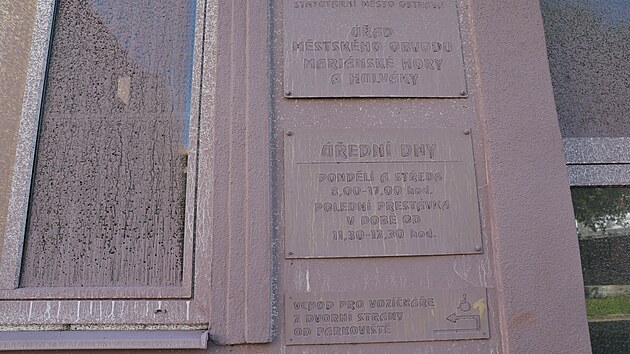 STATUTÁRNÍ MĚSTO OSTRAVA
ÚŘAD
MĚSTSKÉHO OBVODU
MARIÁNSKÉ HORY
A HULVÁKY
ÚŘEDNÍ DNY
PONDĚLÍ A STŘEDA
8,00-17,00 hod.
POLEDNÍ PŘESTÁVKA
V DOBĚ OD
11,30-12,30 hod.
VCHOD PRO VOZÍČKÁŘE
Z DVORNÍ STRANY
OD PARKOVIŠTĚ